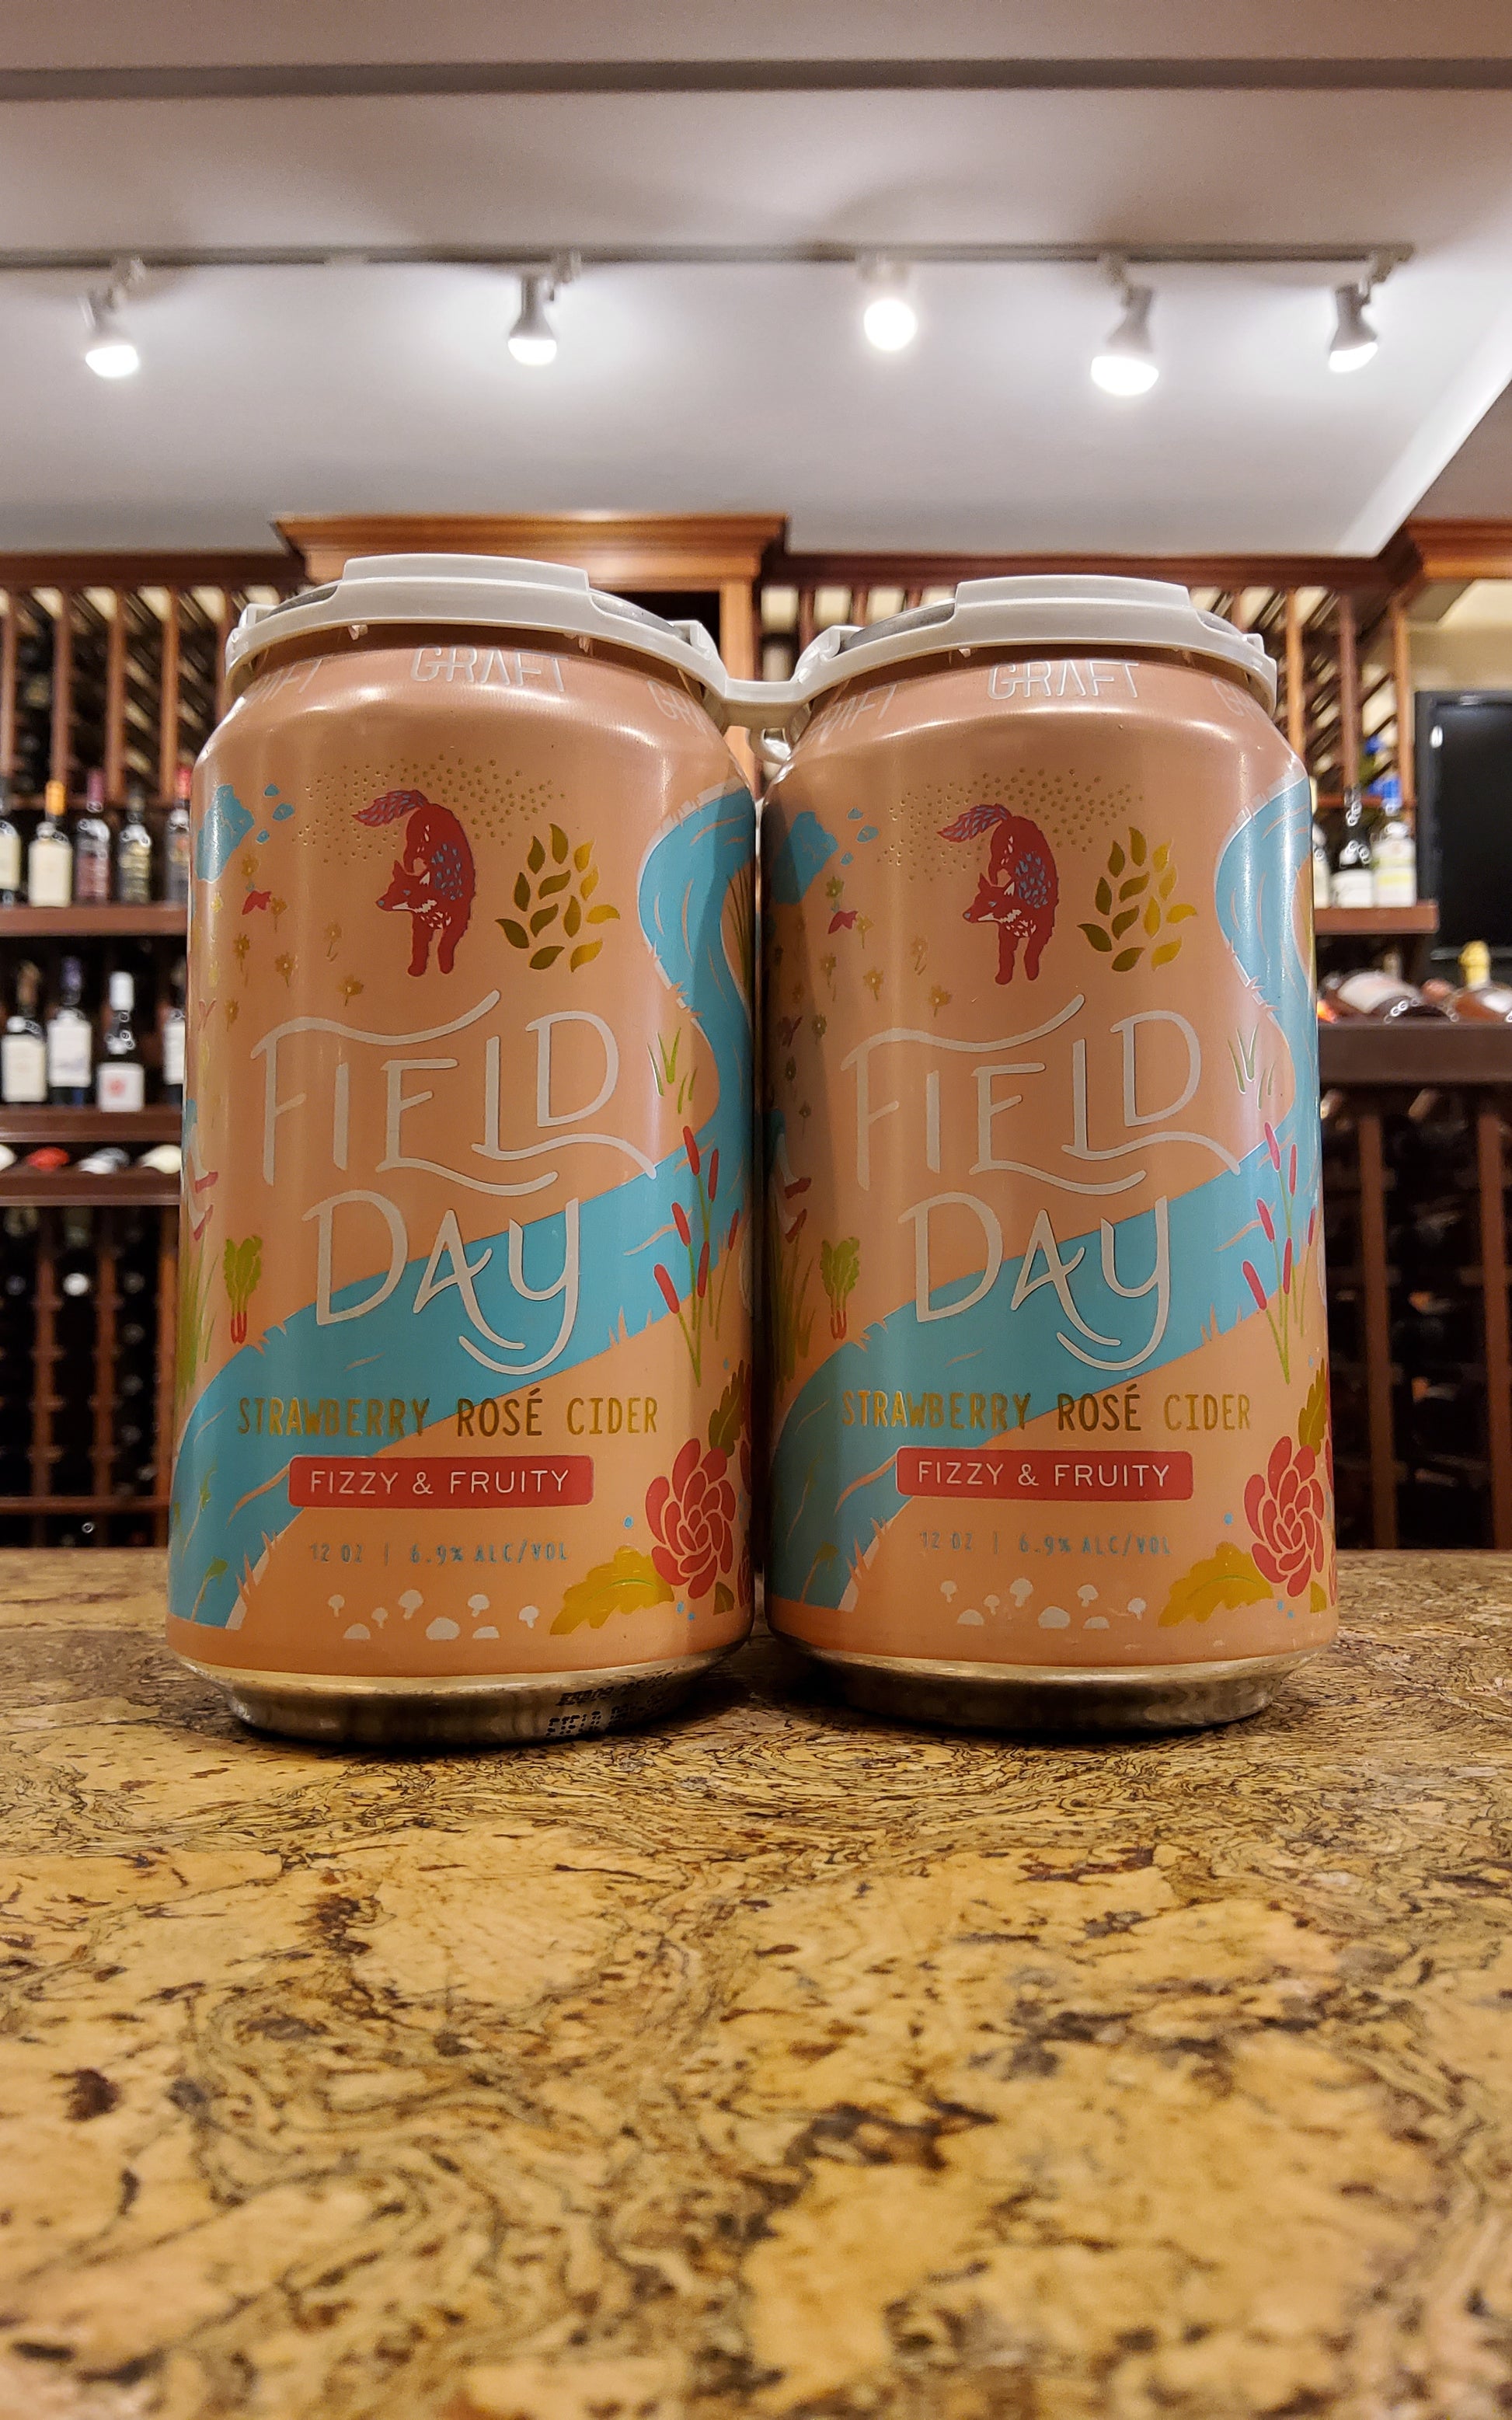 GRAFT
FIELD
DAY
STRAWBERRY ROSÉ CIDER
FIZZY & FRUITY
12 OZ | 6.9% ALC/VOL
GRAFT
FIELD
DAY
STRAWBERRY ROSÉ CIDER
FIZZY & FRUITY
12 OZ | 6.9% ALC/VOL